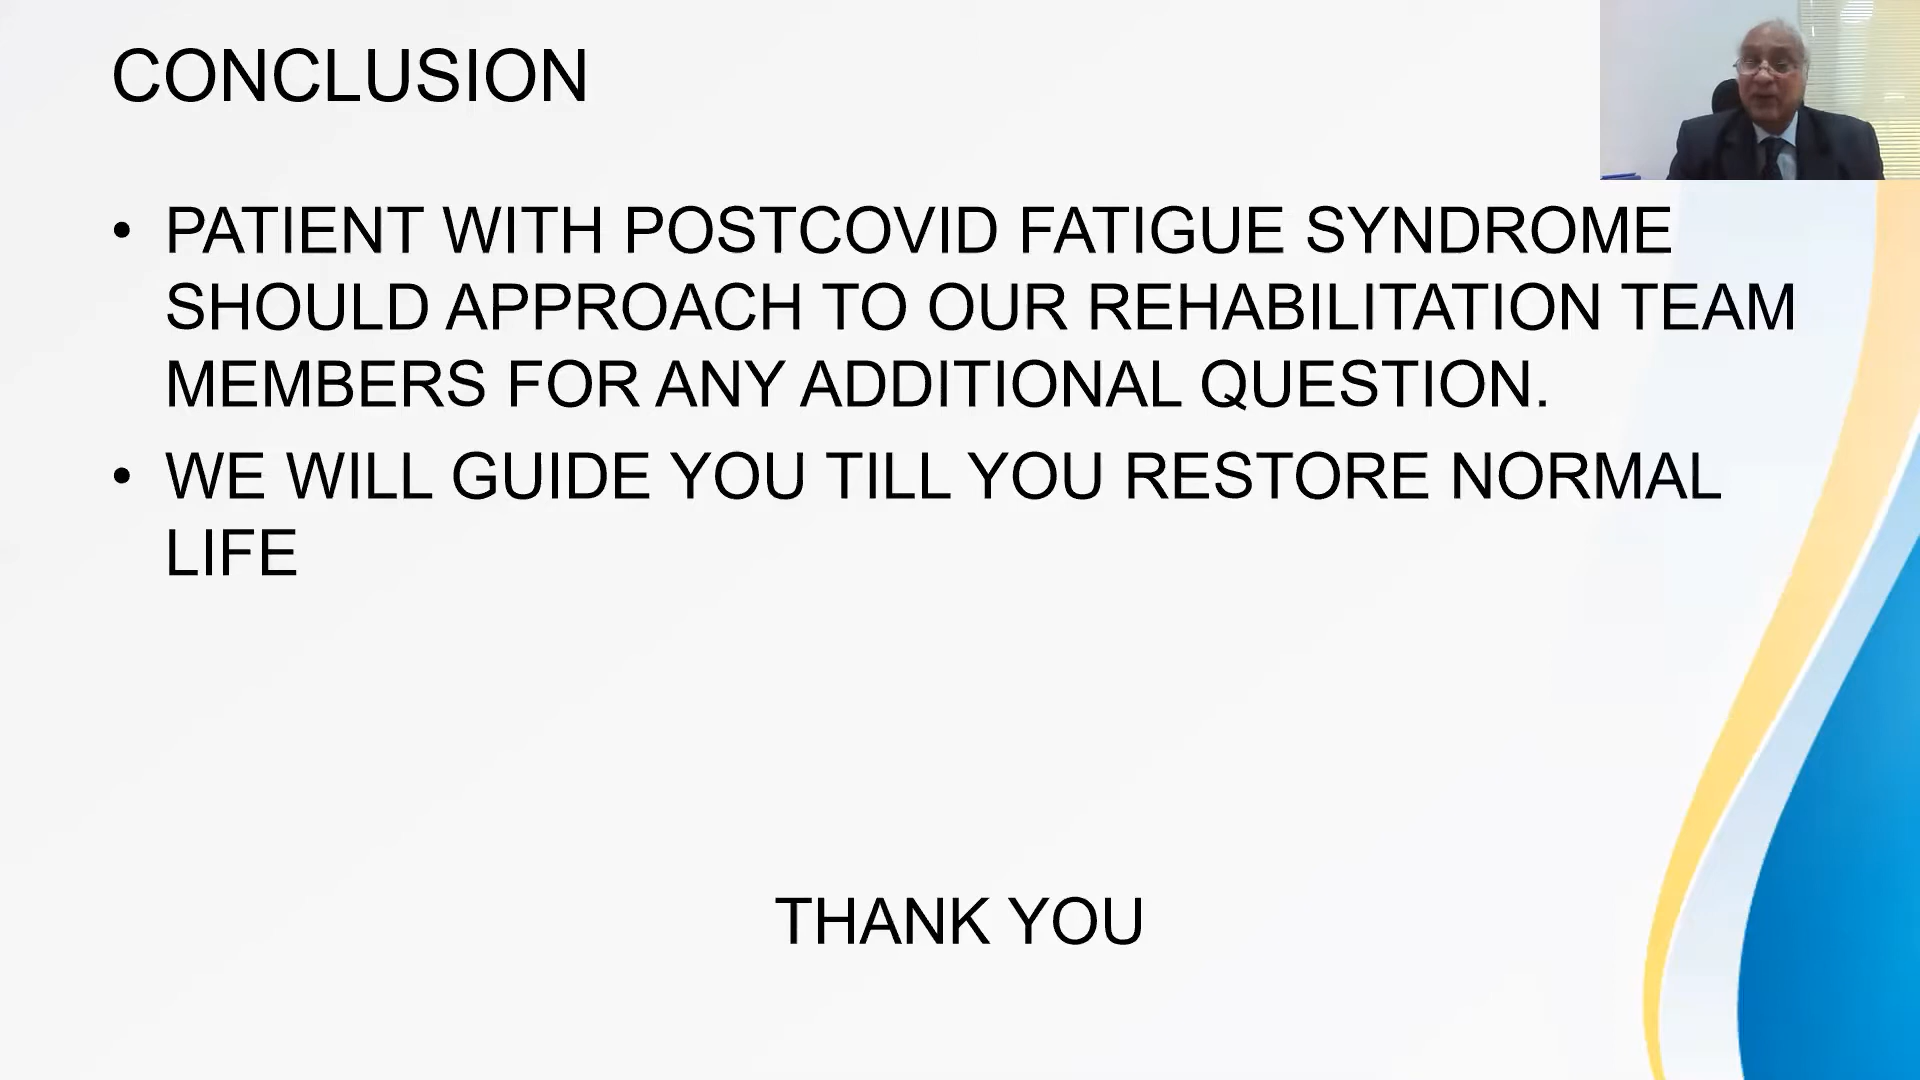 CONCLUSION
• PATIENT WITH POSTCOVID FATIGUE SYNDROME
SHOULD APPROACH TO OUR REHABILITATION TEAM
MEMBERS FOR ANY ADDITIONAL QUESTION.
• WE WILL GUIDE YOU TILL YOU RESTORE NORMAL
LIFE
THANK YOU